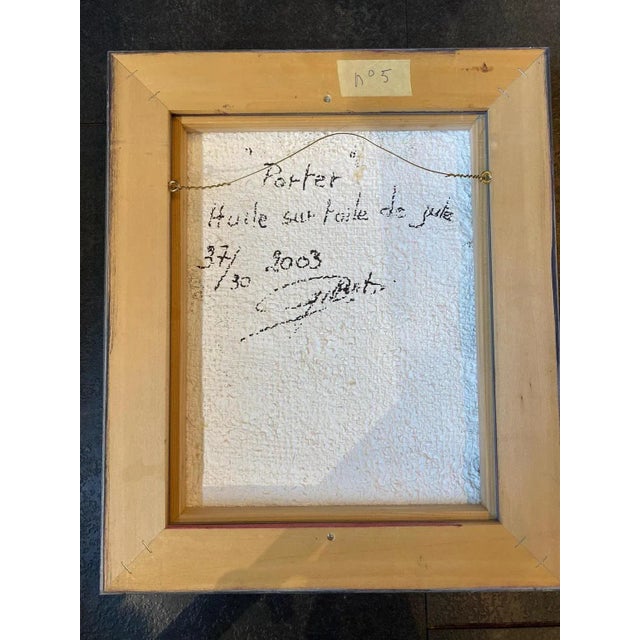 n°5
"Porter"
Huile sur toile de jute
37/30 2003